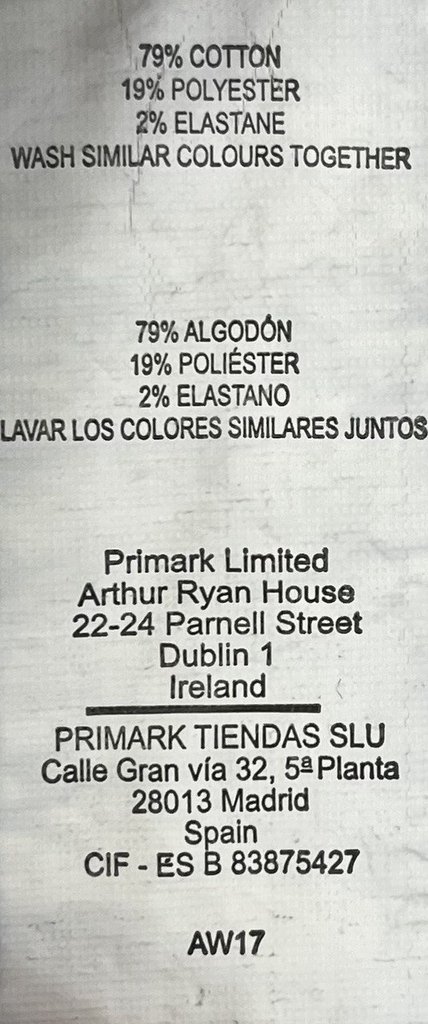 79% COTTON
19% POLYESTER
2% ELASTANE
WASH SIMILAR COLOURS TOGETHER
79% ALGODÓN
19% POLIÉSTER
2% ELASTANO
LAVAR LOS COLORES SIMILARES JUNTOS
Primark Limited
Arthur Ryan House
22-24 Parnell Street
Dublin 1
Ireland
PRIMARK TIENDAS SLU
Calle Gran vía 32, 5ª Planta
28013 Madrid
Spain
CIF - ES B 83875427
AW17